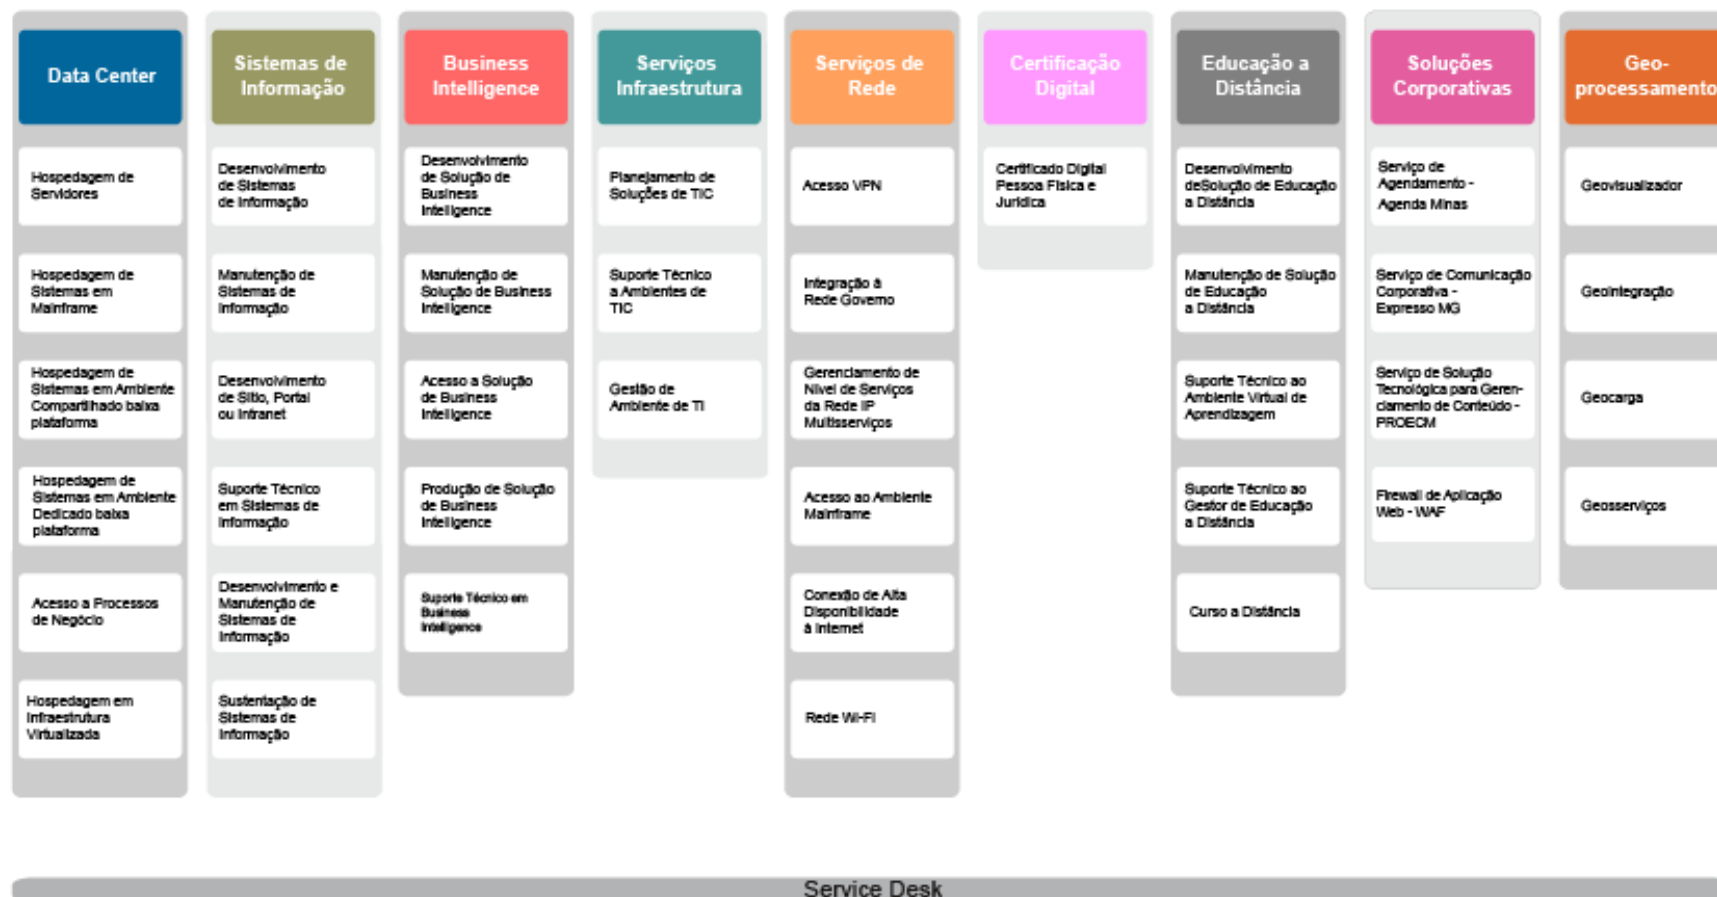 Data Center
Hospedagem de
Servidores
Hospedagem de
Sistemas em
Mainframe
Hospedagem de
Sistemas em Ambiente
Compartilhado baixa
plataforma
Hospedagem de
Sistemas em Ambiente
Dedicado baixa
plataforma
Acesso a Processos
de Negócio
Hospedagem em
Infraestrutura
Virtualizada
Sistemas de
Informação
Desenvolvimento
de Sistemas
de Informação
Manutenção de
Sistemas de
Informação
Desenvolvimento
de Sítio, Portal
ou Intranet
Suporte Técnico
em Sistemas de
Informação
Desenvolvimento e
Manutenção de
Sistemas de
Informação
Sustentação de
Sistemas de
Informação
Business
Intelligence
Desenvolvimento
de Solução de
Business
Intelligence
Manutenção de
Solução de Business
Intelligence
Acesso a Solução
de Business
Intelligence
Produção de Solução
de Business
Intelligence
Suporte Técnico em
Business
Intelligence
Serviços
Infraestrutura
Planejamento de
Soluções de TIC
Suporte Técnico
a Ambientes de
TIC
Gestão de
Ambiente de TI
Serviços de
Rede
Acesso VPN
Integração à
Rede Governo
Gerenciamento de
Nível de Serviços
da Rede IP
Multisserviços
Acesso ao Ambiente
Mainframe
Conexão de Alta
Disponibilidade
à Internet
Rede Wi-Fi
Certificação
Digital
Certificado Digital
Pessoa Física e
Jurídica
Educação a
Distância
Desenvolvimento
deSolução de Educação
a Distância
Manutenção de Solução
de Educação
a Distância
Suporte Técnico ao
Ambiente Virtual de
Aprendizagem
Suporte Técnico ao
Gestor de Educação
a Distância
Curso a Distância
Soluções
Corporativas
Serviço de
Agendamento -
Agenda Minas
Serviço de Comunicação
Corporativa -
Expresso MG
Serviço de Solução
Tecnológica para Geren-
ciamento de Conteúdo -
PROECM
Firewall de Aplicação
Web - WAF
Geo-
processamento
Geovisualizador
Geointegração
Geocarga
Geosserviços
Service Desk